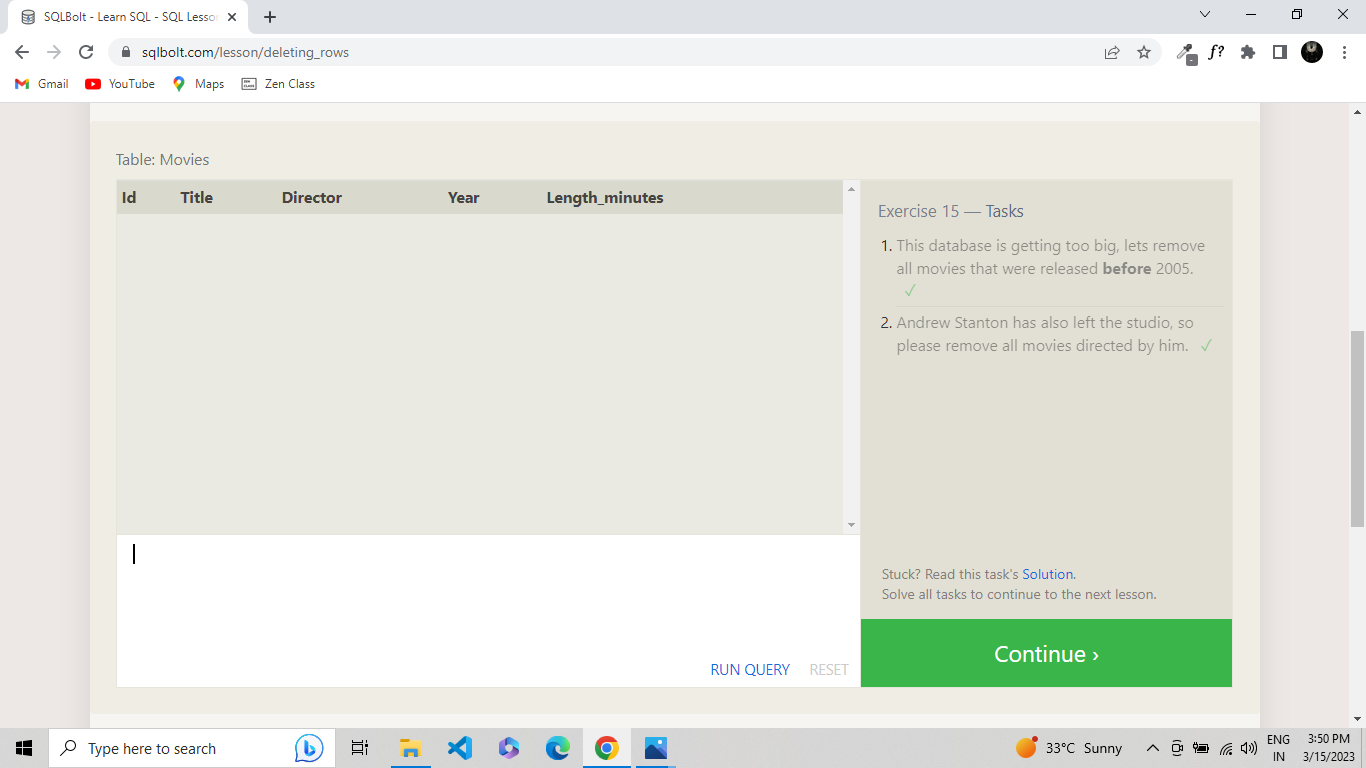 SQLBolt - Learn SQL - SQL Lesso
sqlbolt.com/lesson/deleting_rows
f?
Gmail YouTube Maps Zen Class
Table: Movies
Id Title Director Year Length_minutes
Exercise 15 — Tasks
1. This database is getting too big, lets remove
all movies that were released before 2005.
✓
2. Andrew Stanton has also left the studio, so
please remove all movies directed by him. ✓
Stuck? Read this task's Solution.
Solve all tasks to continue to the next lesson.
RUN QUERY RESET
Continue ›
Type here to search
33°C Sunny
ENG
IN
3:50 PM
3/15/2023